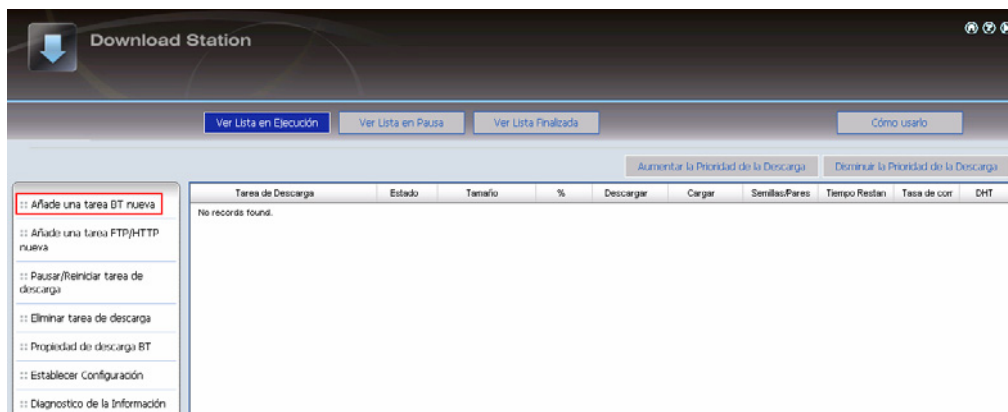 Download Station
Ver Lista en Ejecución
Ver Lista en Pausa
Ver Lista Finalizada
Cómo usarlo
Aumentar la Prioridad de la Descarga
Disminuir la Prioridad de la Descarga
:: Añade una tarea BT nueva
:: Añade una tarea FTP/HTTP
nueva
:: Pausar/Reiniciar tarea de
descarga
:: Eliminar tarea de descarga
:: Propiedad de descarga BT
:: Establecer Configuración
:: Diagnostico de la Información
Tarea de Descarga
Estado
Tamaño
%
Descargar
Cargar
Semillas/Pares
Tiempo Restan
Tasa de corr
DHT
No records found.